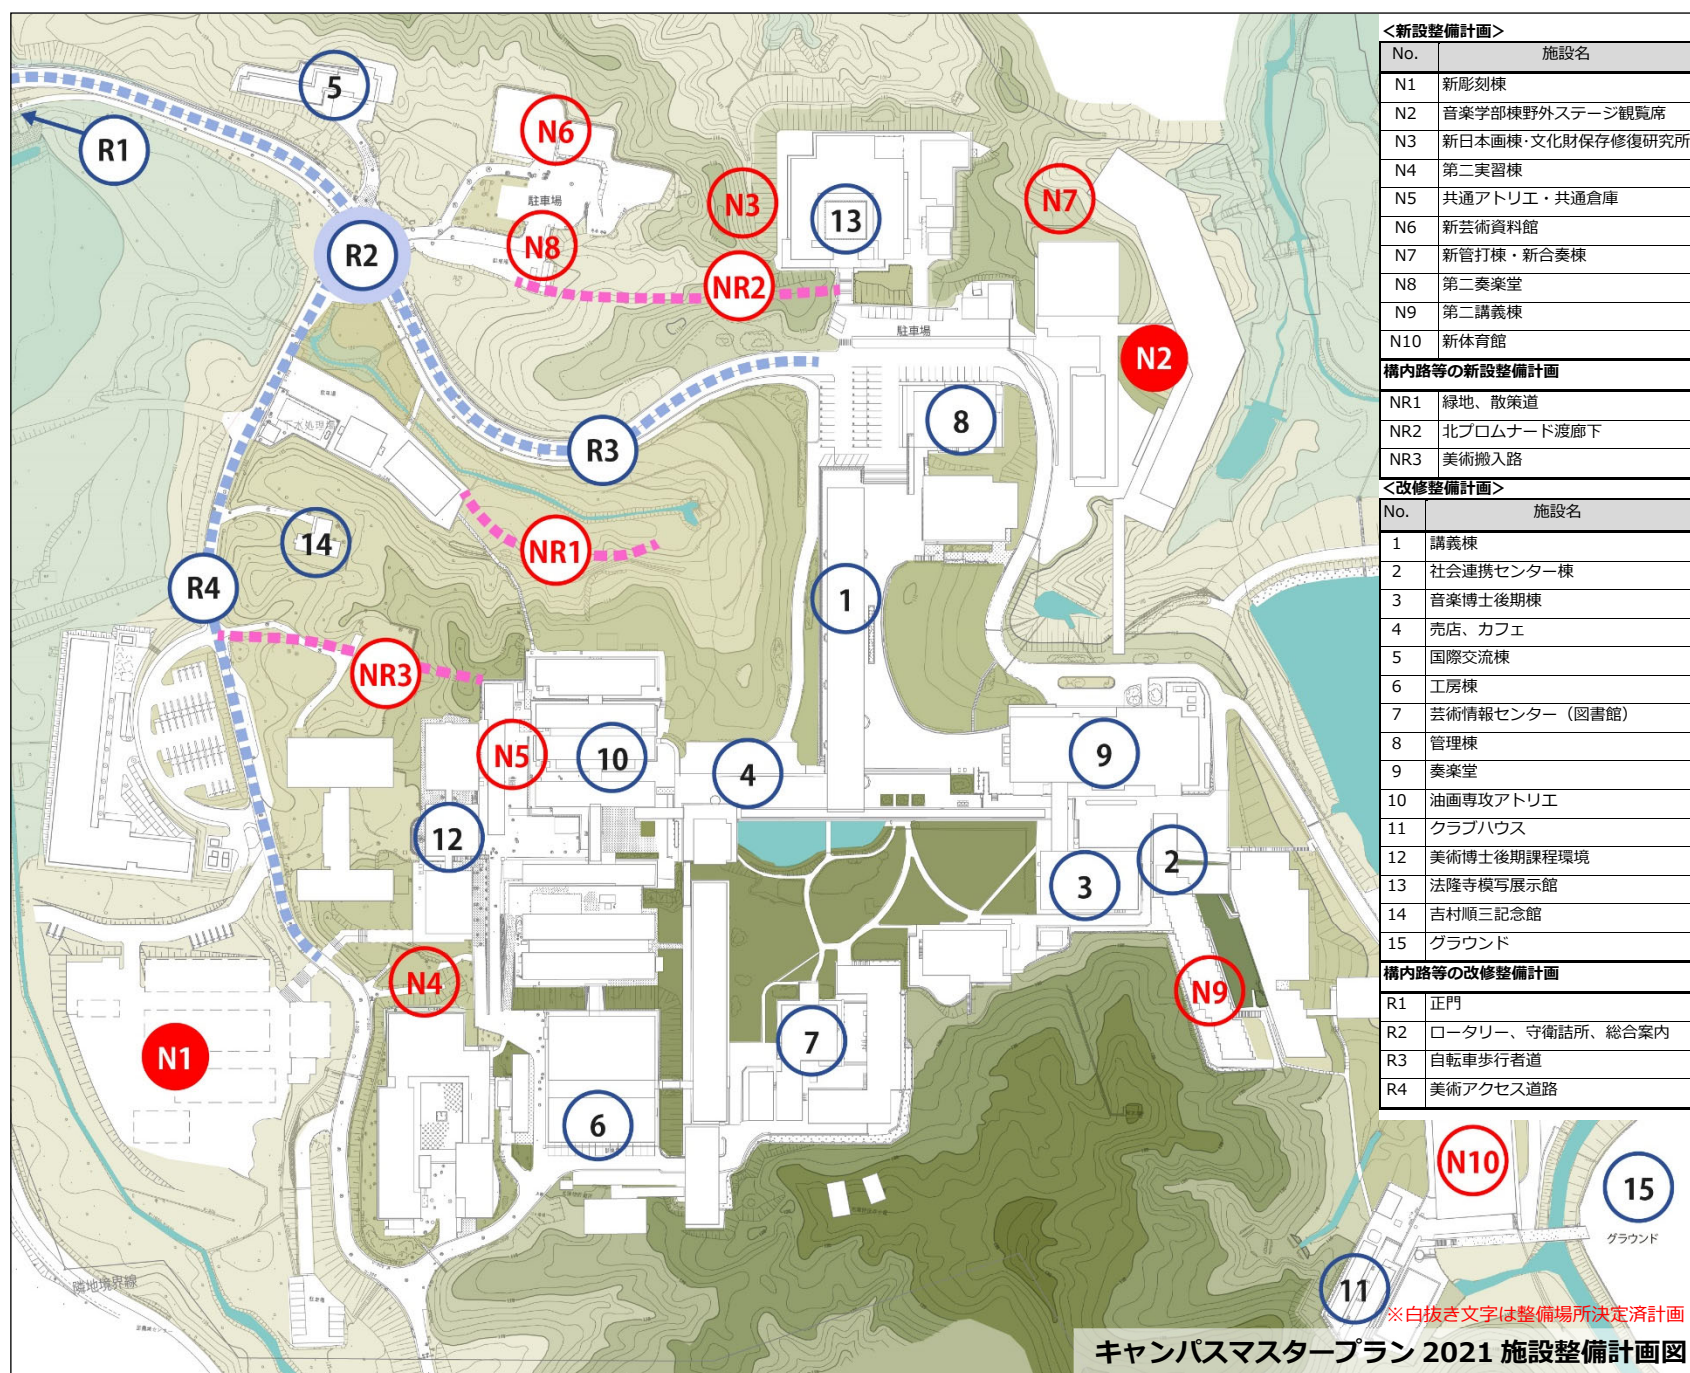 <新設整備計画>
No. 施設名
N1 新彫刻棟
N2 音楽学部棟野外ステージ観覧席
N3 新日本画棟・文化財保存修復研究所
N4 第二実習棟
N5 共通アトリエ・共通倉庫
N6 新芸術資料館
N7 新管打棟・新合奏棟
N8 第二奏楽堂
N9 第二講義棟
N10 新体育館
構内路等の新設整備計画
NR1 緑地、散策道
NR2 北プロムナード渡廊下
NR3 美術搬入路
<改修整備計画>
No. 施設名
1 講義棟
2 社会連携センター棟
3 音楽博士後期棟
4 売店、カフェ
5 国際交流棟
6 工房棟
7 芸術情報センター（図書館）
8 管理棟
9 奏楽堂
10 油画専攻アトリエ
11 クラブハウス
12 美術博士後期課程環境
13 法隆寺模写展示館
14 吉村順三記念館
15 グラウンド
構内路等の改修整備計画
R1 正門
R2 ロータリー、守衛詰所、総合案内
R3 自転車歩行者道
R4 美術アクセス道路
5
R1
N6
N3
N7
駐車場
13
R2
N8
NR2
駐車場
N2
8
下水処理場
R3
14
NR1
R4
1
NR3
N5
10
4
9
12
2
3
N4
N9
7
N1
6
N10
15
グラウンド
隣地境界線
11
※白抜き文字は整備場所決定済計画
キャンパスマスタープラン 2021 施設整備計画図